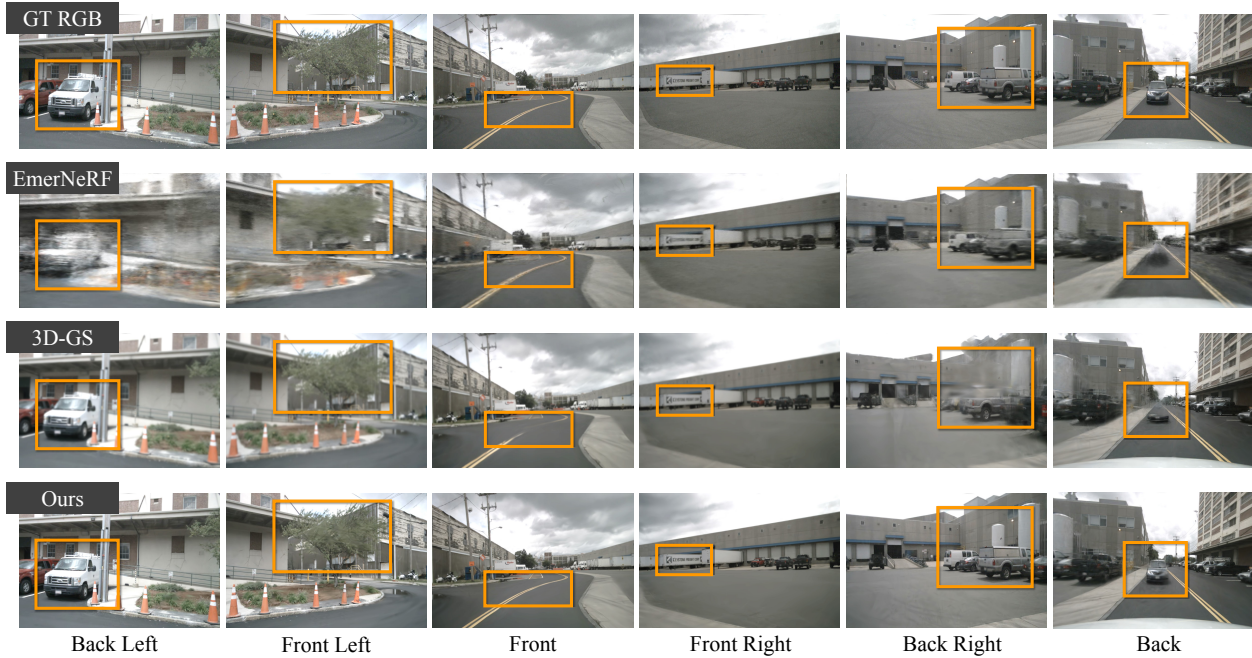 GT RGB
EmerNeRF
3D-GS
Ours
Back Left
Front Left
Front
Front Right
Back Right
Back